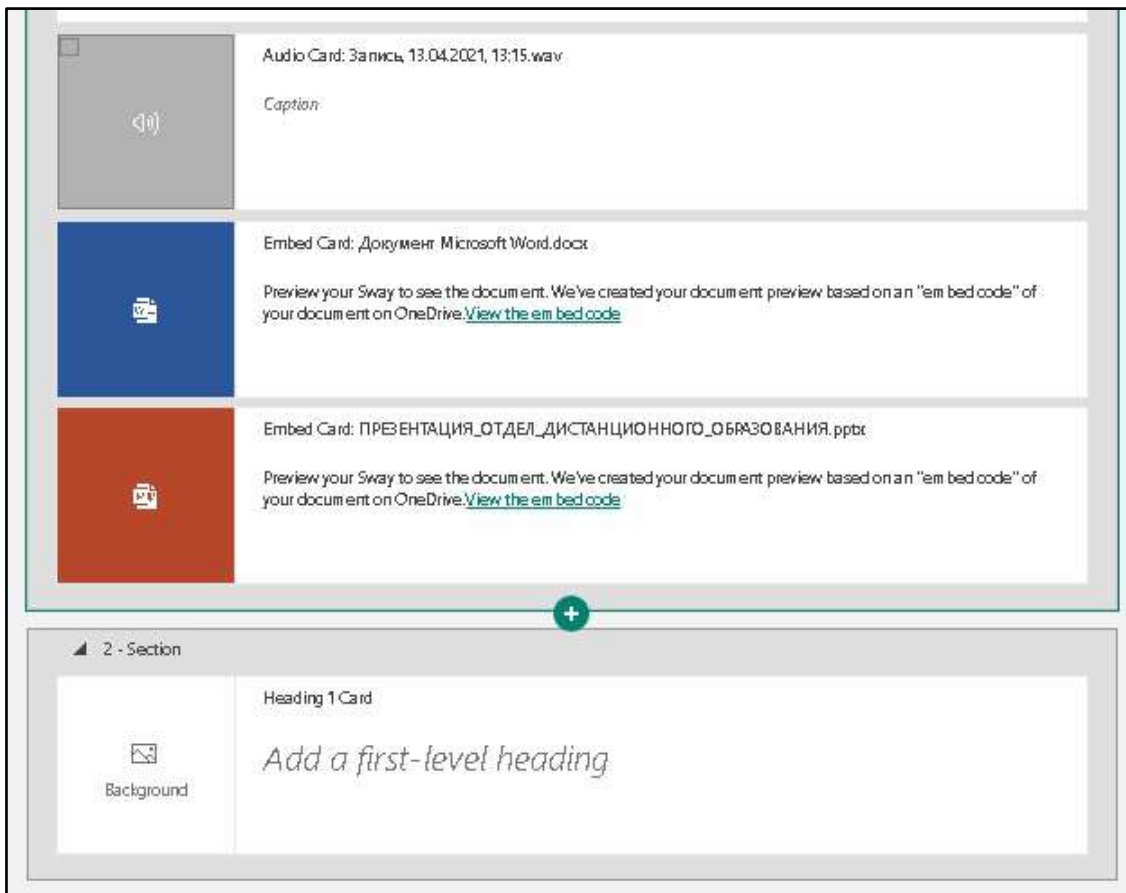 Audio Card: Запись, 13.04.2021, 13:15.wav
Caption
Embed Card: Документ Microsoft Word.docx
Preview your Sway to see the document. We've created your document preview based on an "embed code" of
your document on OneDrive.View the embed code
Embed Card: ПРЕЗЕНТАЦИЯ_ОТДЕЛ_ДИСТАНЦИОННОГО_ОБРАЗОВАНИЯ.pptx
Preview your Sway to see the document. We've created your document preview based on an "embed code" of
your document on OneDrive.View the embed code
2 - Section
Heading 1 Card
Add a first-level heading
Background